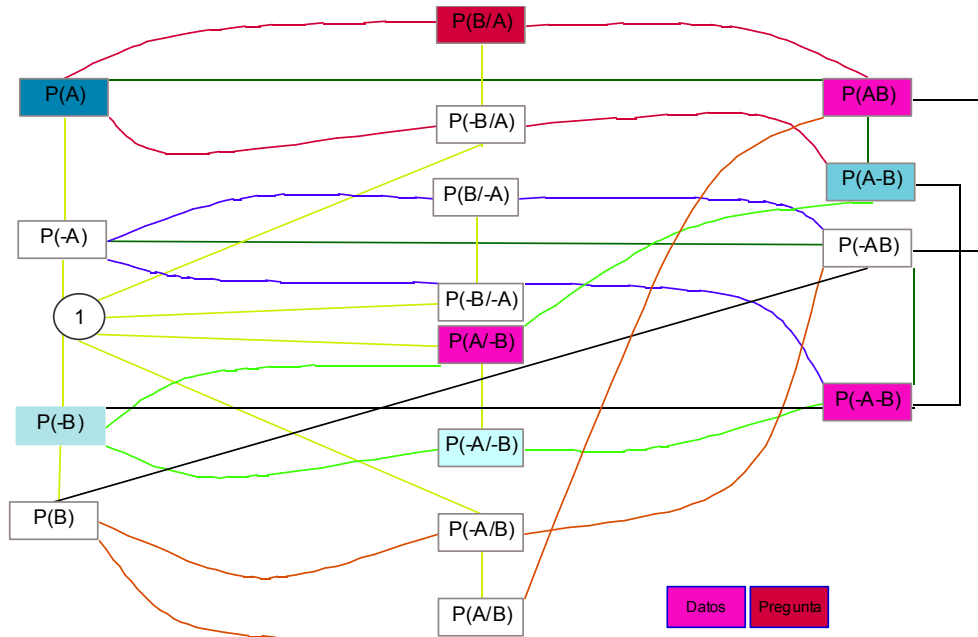 P(B/A)
P(A)
P(AB)
P(-B/A)
P(A-B)
P(B/-A)
P(-A)
P(-AB)
P(-B/-A)
1
P(A/-B)
P(-A-B)
P(-B)
P(-A/-B)
P(B)
P(-A/B)
P(A/B)
Datos
Pregunta